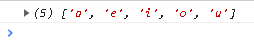 ▶(5) ['a', 'e', 'i', 'o', 'u']
>